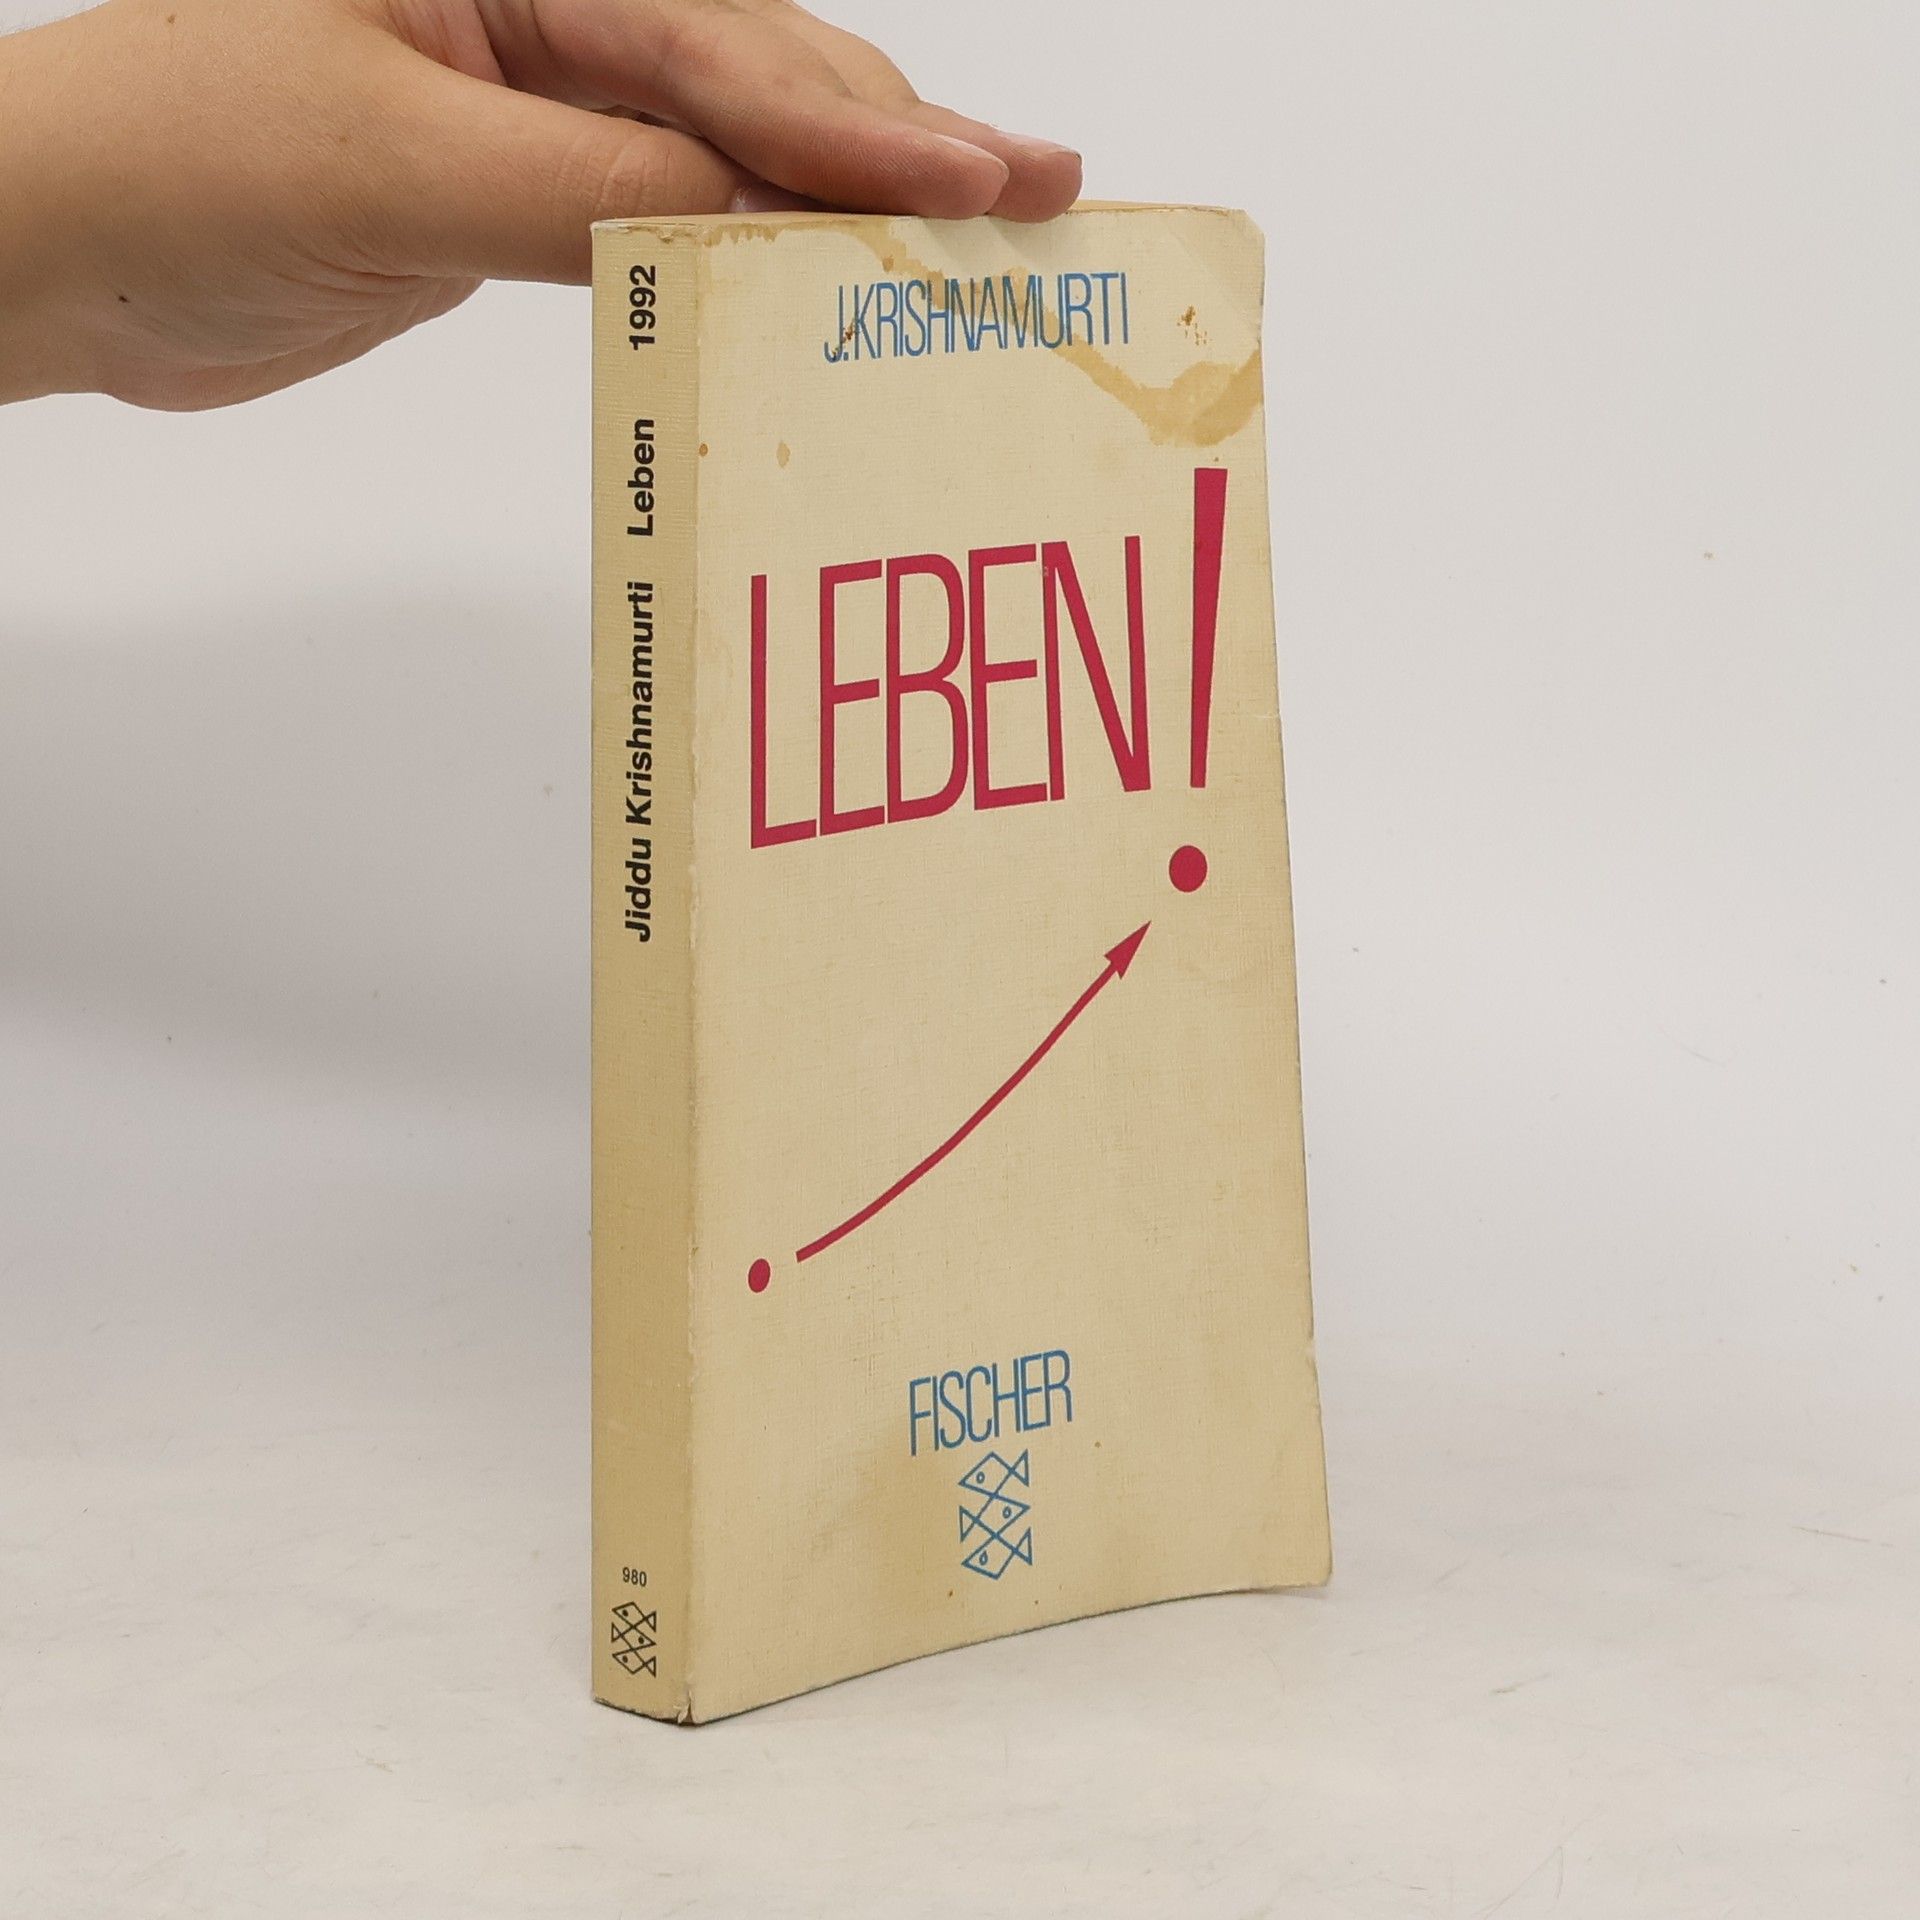 J.KRISHNAMURTI
LEBEN!
FISCHER
Jiddu Krishnamurti Leben 1992
980